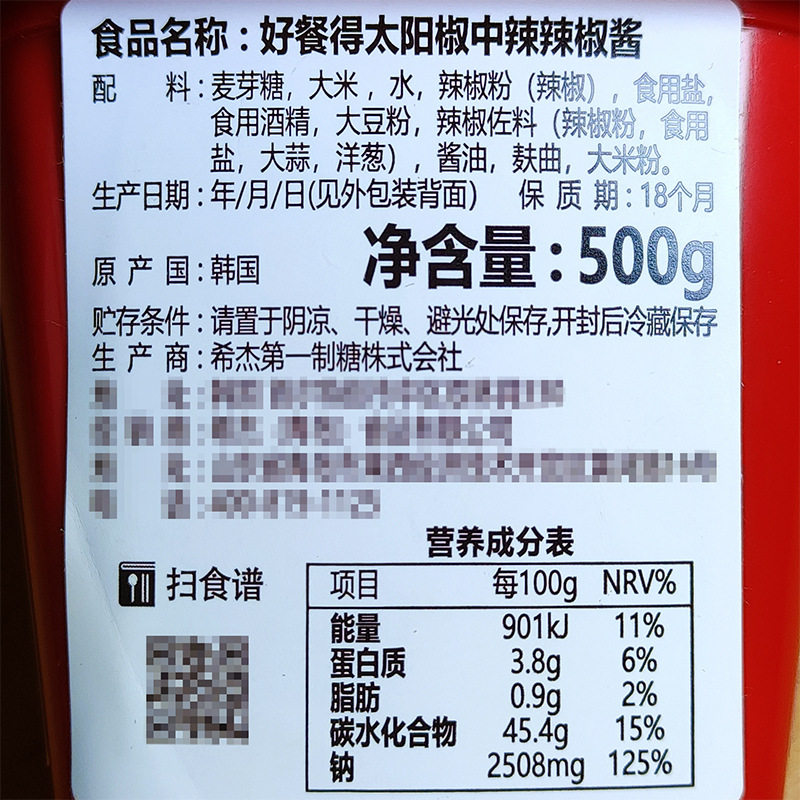 食品名称：好餐得太阳椒中辣辣椒酱
配 料：麦芽糖，大米，水，辣椒粉（辣椒），食用盐，
食用酒精，大豆粉，辣椒佐料（辣椒粉，食用
盐，大蒜，洋葱），酱油，麸曲，大米粉。
生产日期：年/月/日(见外包装背面) 保 质 期：18个月
原 产 国：韩国 净含量：500g
贮存条件：请置于阴凉、干燥、避光处保存,开封后冷藏保存
生 产 商：希杰第一制糖株式会社
营养成分表
扫食谱
项目 每100g NRV%
能量 901kJ 11%
蛋白质 3.8g 6%
脂肪 0.9g 2%
碳水化合物 45.4g 15%
钠 2508mg 125%